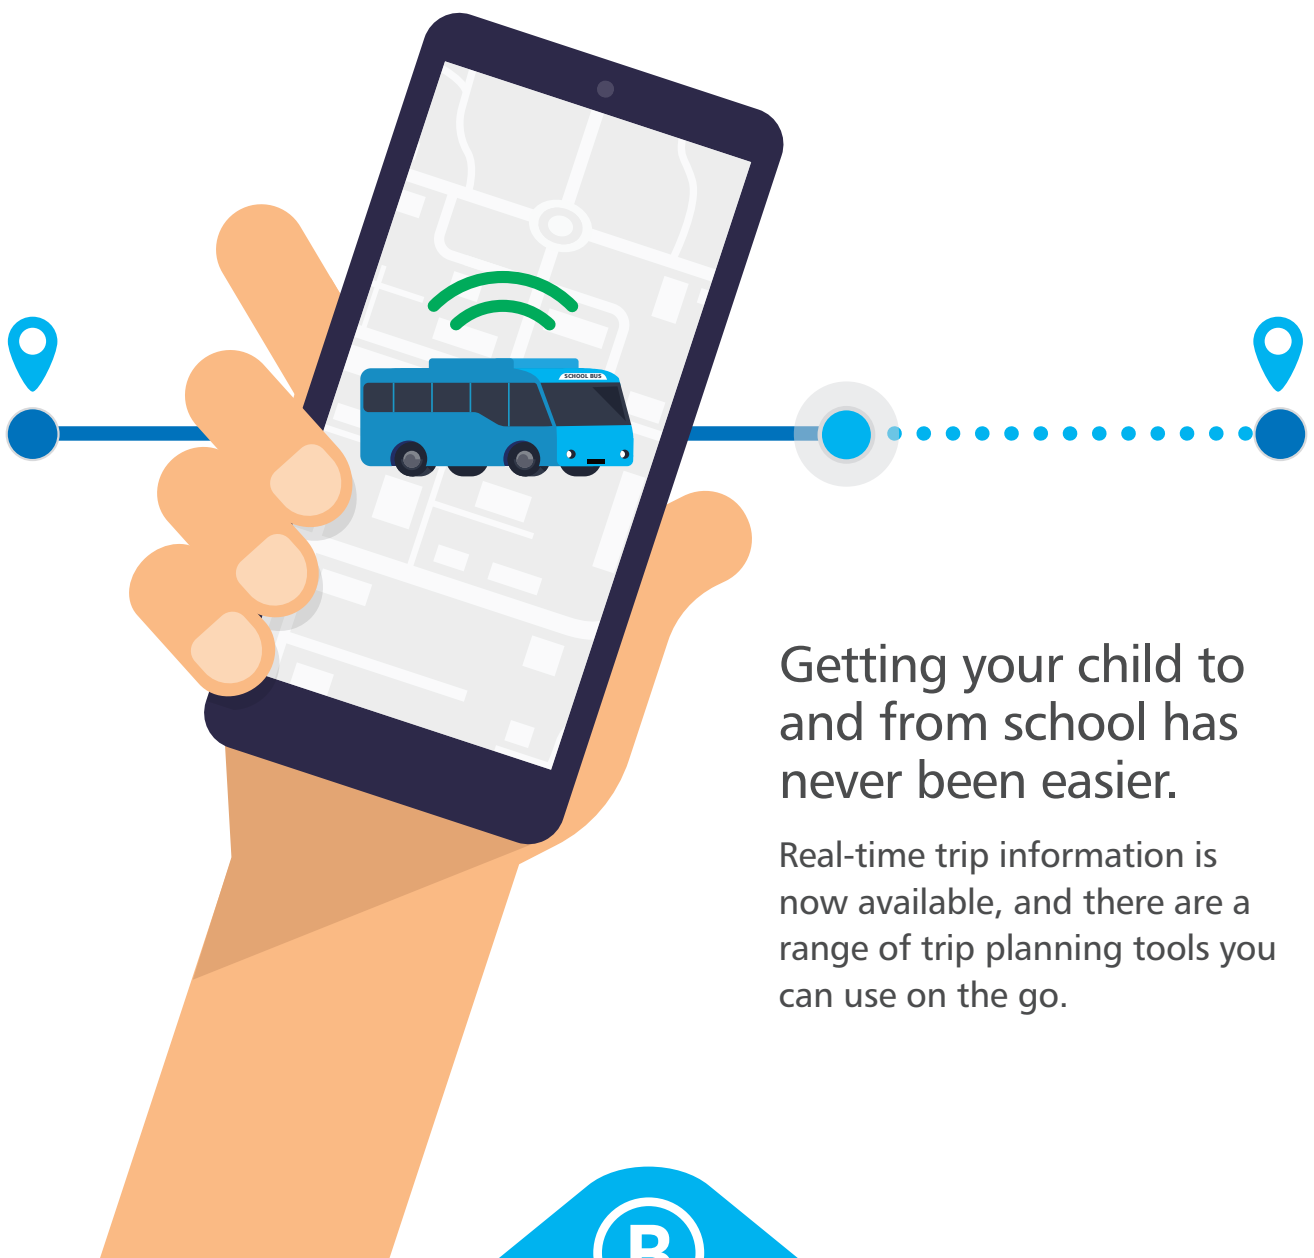 SCHOOL BUS
Getting your child to
and from school has
never been easier.
Real-time trip information is
now available, and there are a
range of trip planning tools you
can use on the go.
B